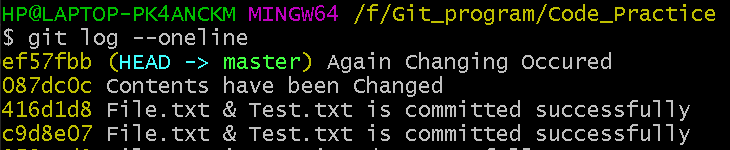 HP@LAPTOP-PK4ANCKM MINGW64 /f/Git_program/Code_Practice
$ git log --oneline
ef57fbb (HEAD -> master) Again Changing Occured
087dc0c Contents have been Changed
416d1d8 File.txt & Test.txt is committed successfully
c9d8e07 File.txt & Test.txt is committed successfully